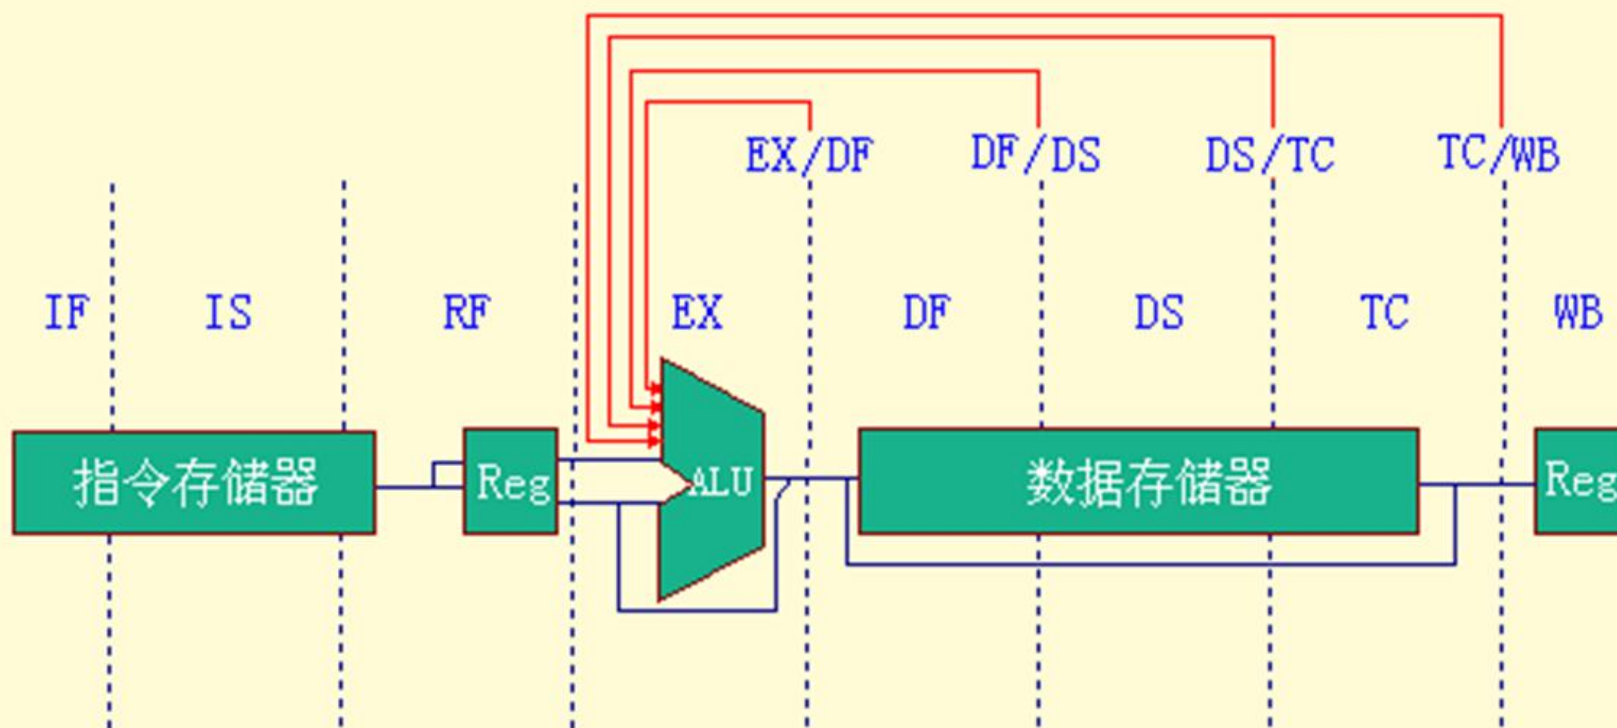 EX/DF DF/DS DS/TC TC/WB
IF IS RF EX DF DS TC WB
指令存储器 Reg ALU 数据存储器 Reg